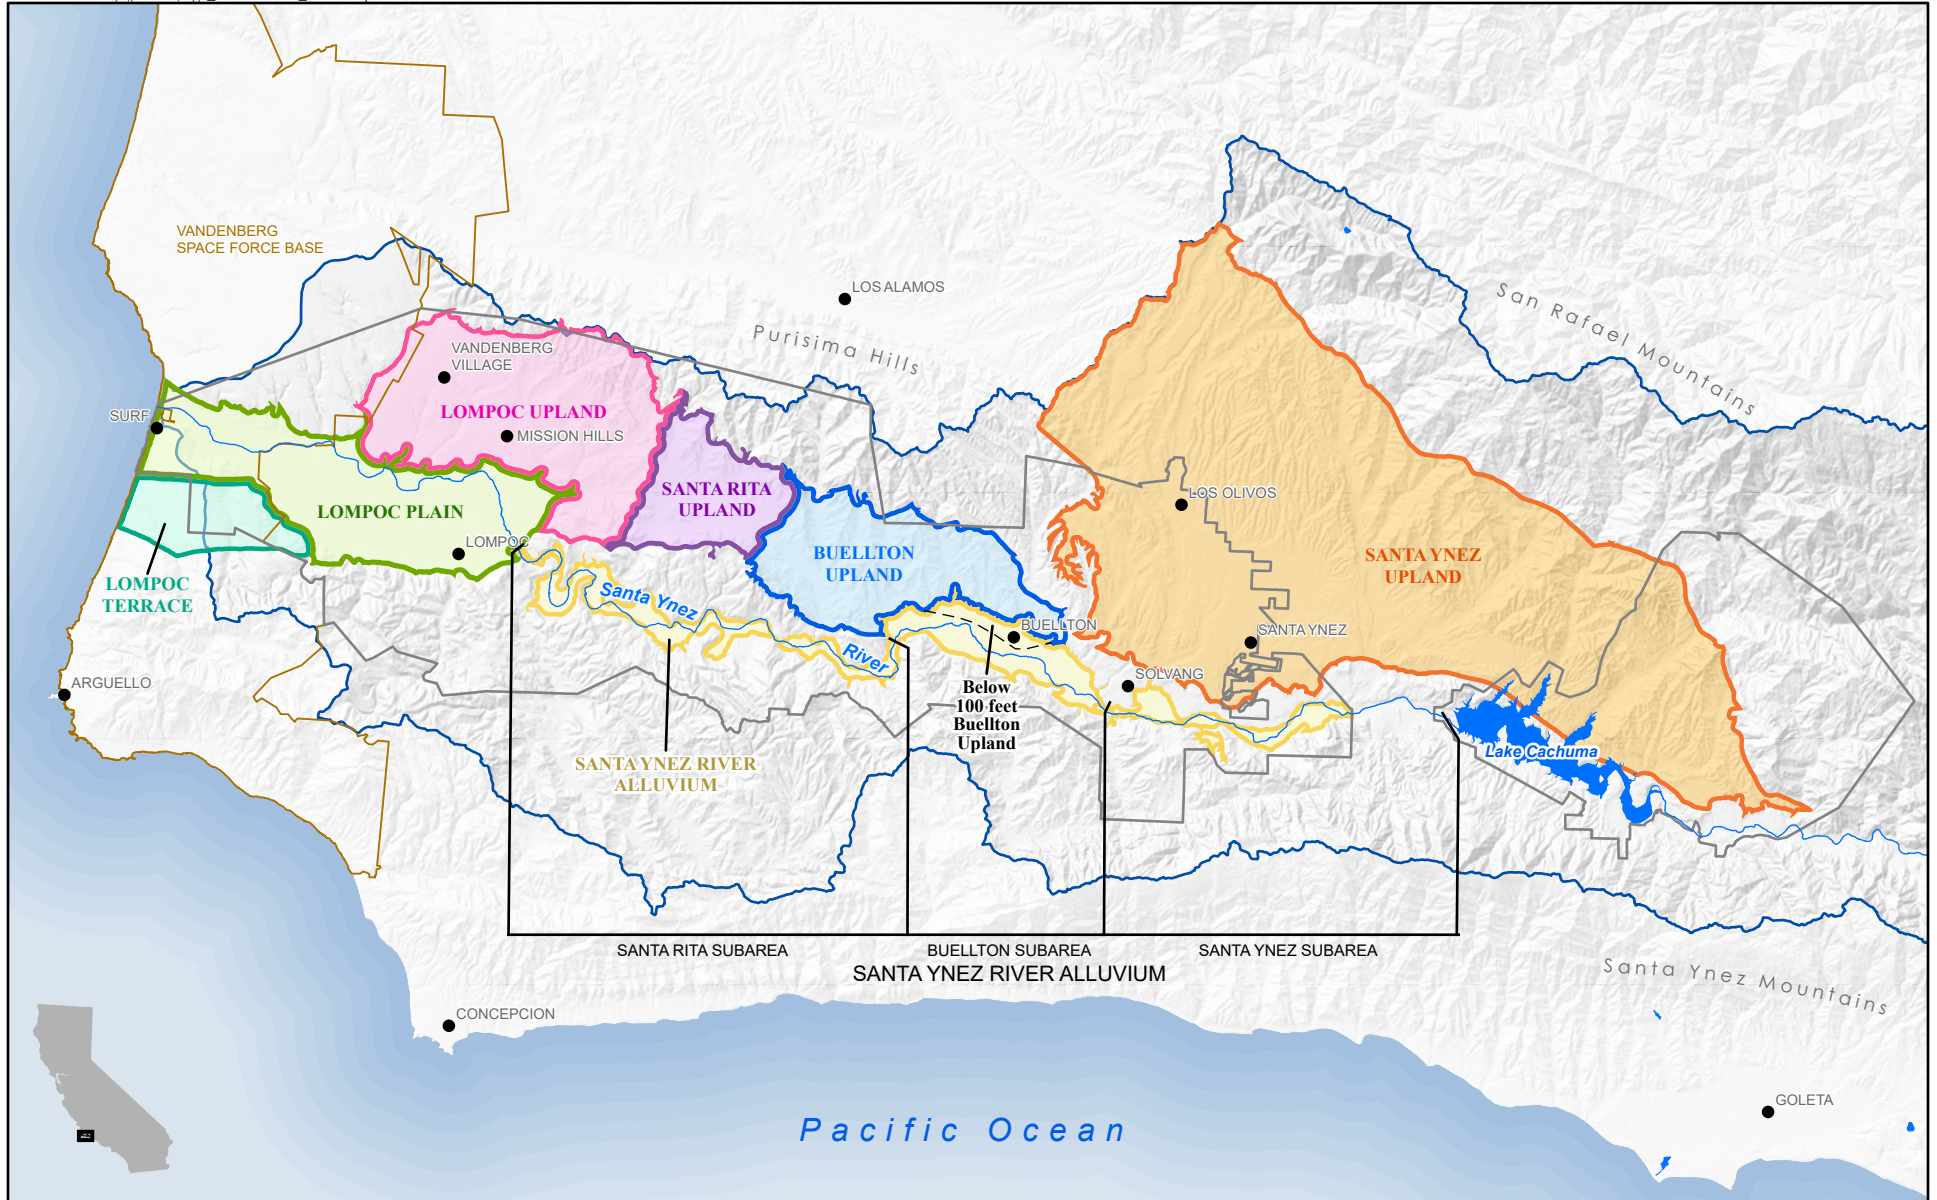 VANDENBERG
SPACE FORCE BASE
LOS ALAMOS
Purisima Hills
San Rafael Mountains
VANDENBERG
VILLAGE
LOMPOC UPLAND
MISSION HILLS
SURF
SANTA RITA
UPLAND
LOS OLIVOS
LOMPOC PLAIN
LOMPOC
BUELLTON
UPLAND
SANTA YNEZ
UPLAND
LOMPOC
TERRACE
Santa Ynez
River
BUELLTON
SANTA YNEZ
SOLVANG
ARGUELLO
Below
100 feet
Buellton
Upland
Lake Cachuma
SANTA YNEZ RIVER
ALLUVIUM
SANTA RITA SUBAREA
BUELLTON SUBAREA
SANTA YNEZ SUBAREA
SANTA YNEZ RIVER ALLUVIUM
Santa Ynez Mountains
CONCEPCION
GOLETA
Pacific Ocean